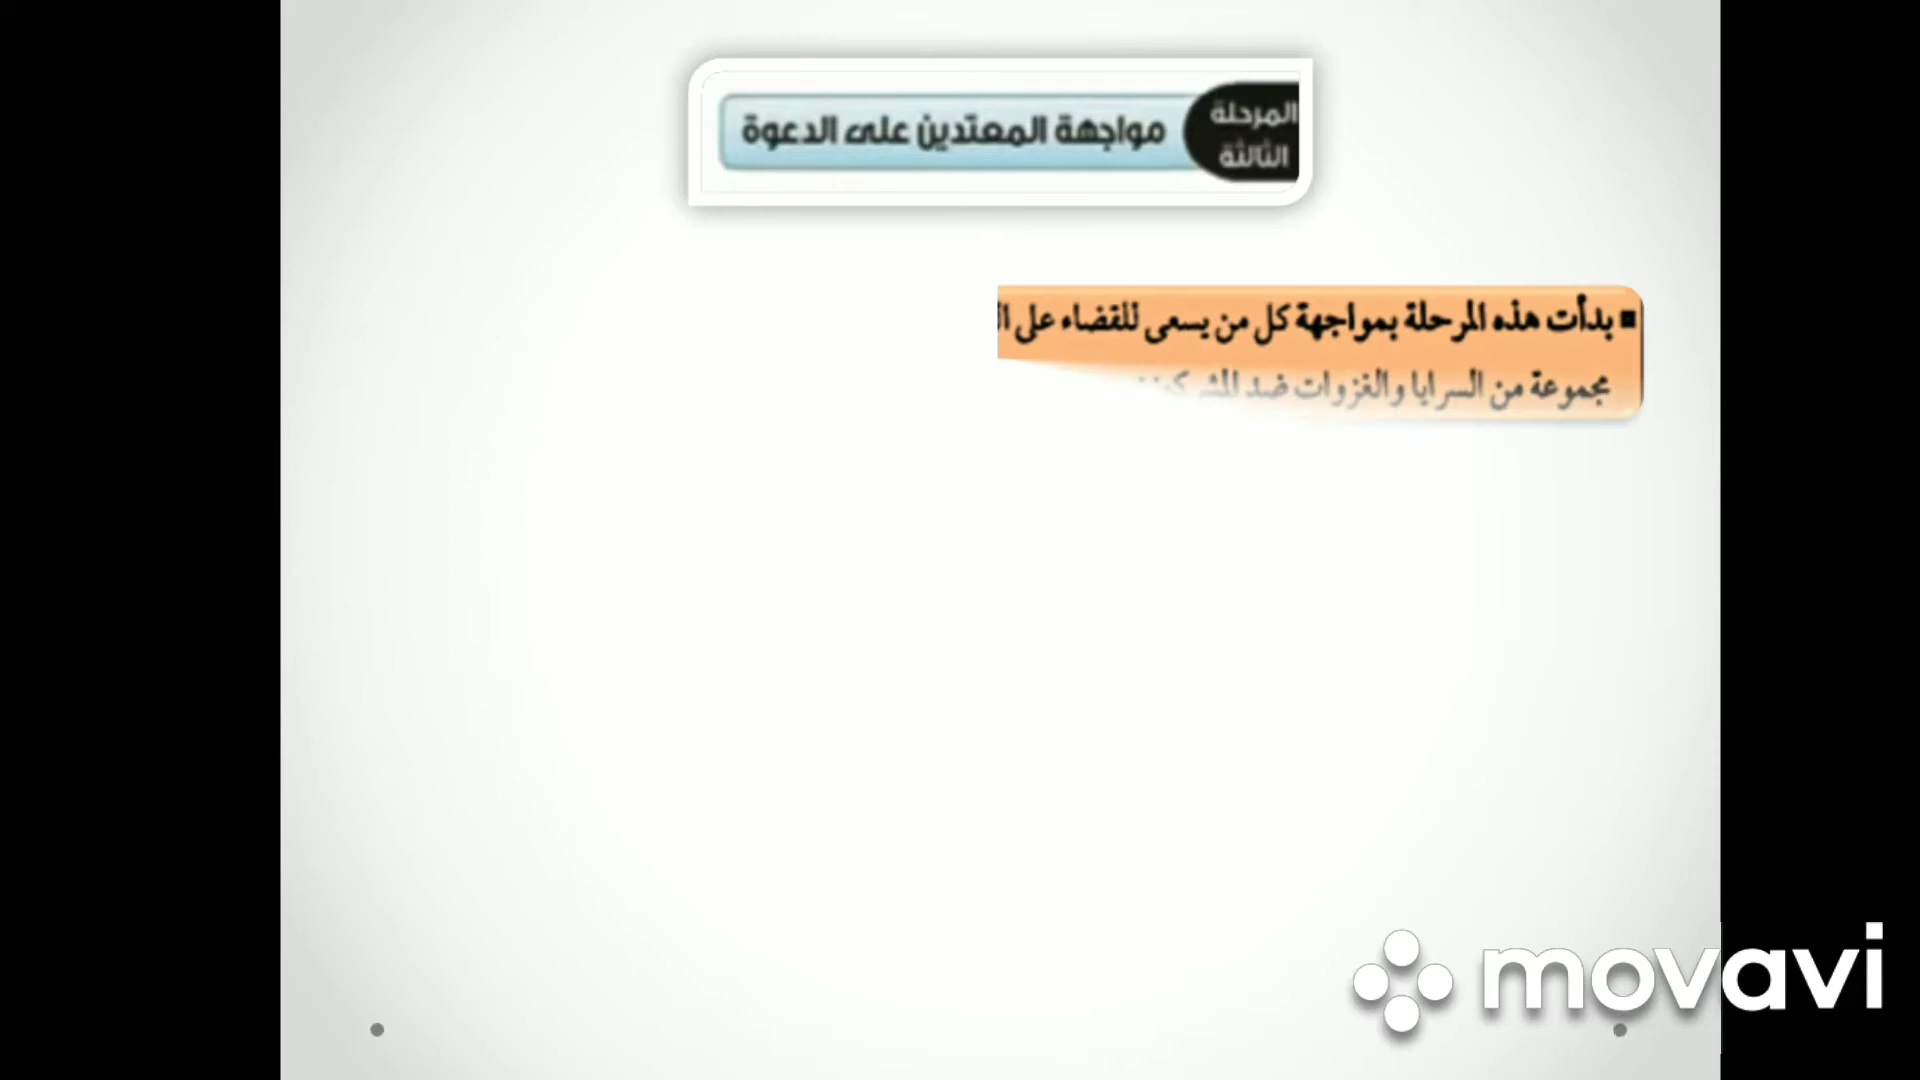 المرحلة
الثالثة
مواجهة المعتدين على الدعوة
▪ بدأت هذه المرحلة بمواجهة كل من يسعى للقضاء على
مجموعة من السرايا والغزوات ضد
movavi